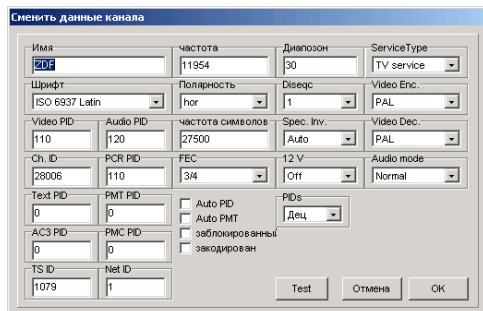 Сменить данные канала
Имя частота Диапозон ServiceType
ZDF 11954 30 TV service
Шрифт Полярность Diseqc Video Enc.
ISO 6937 Latin hor 1 PAL
Video PID Audio PID частота символов Spec. Inv. Video Dec.
110 120 27500 Auto PAL
Ch. ID PCR PID FEC 12 V Audio mode
28006 110 3/4 Off Normal
Text PID PMT PID Auto PID PIDs
0 0 Auto PMT Дец
AC3 PID PMC PID заблокированный
0 0 закодирован
TS ID Net ID
1079 1 Test Отмена OK